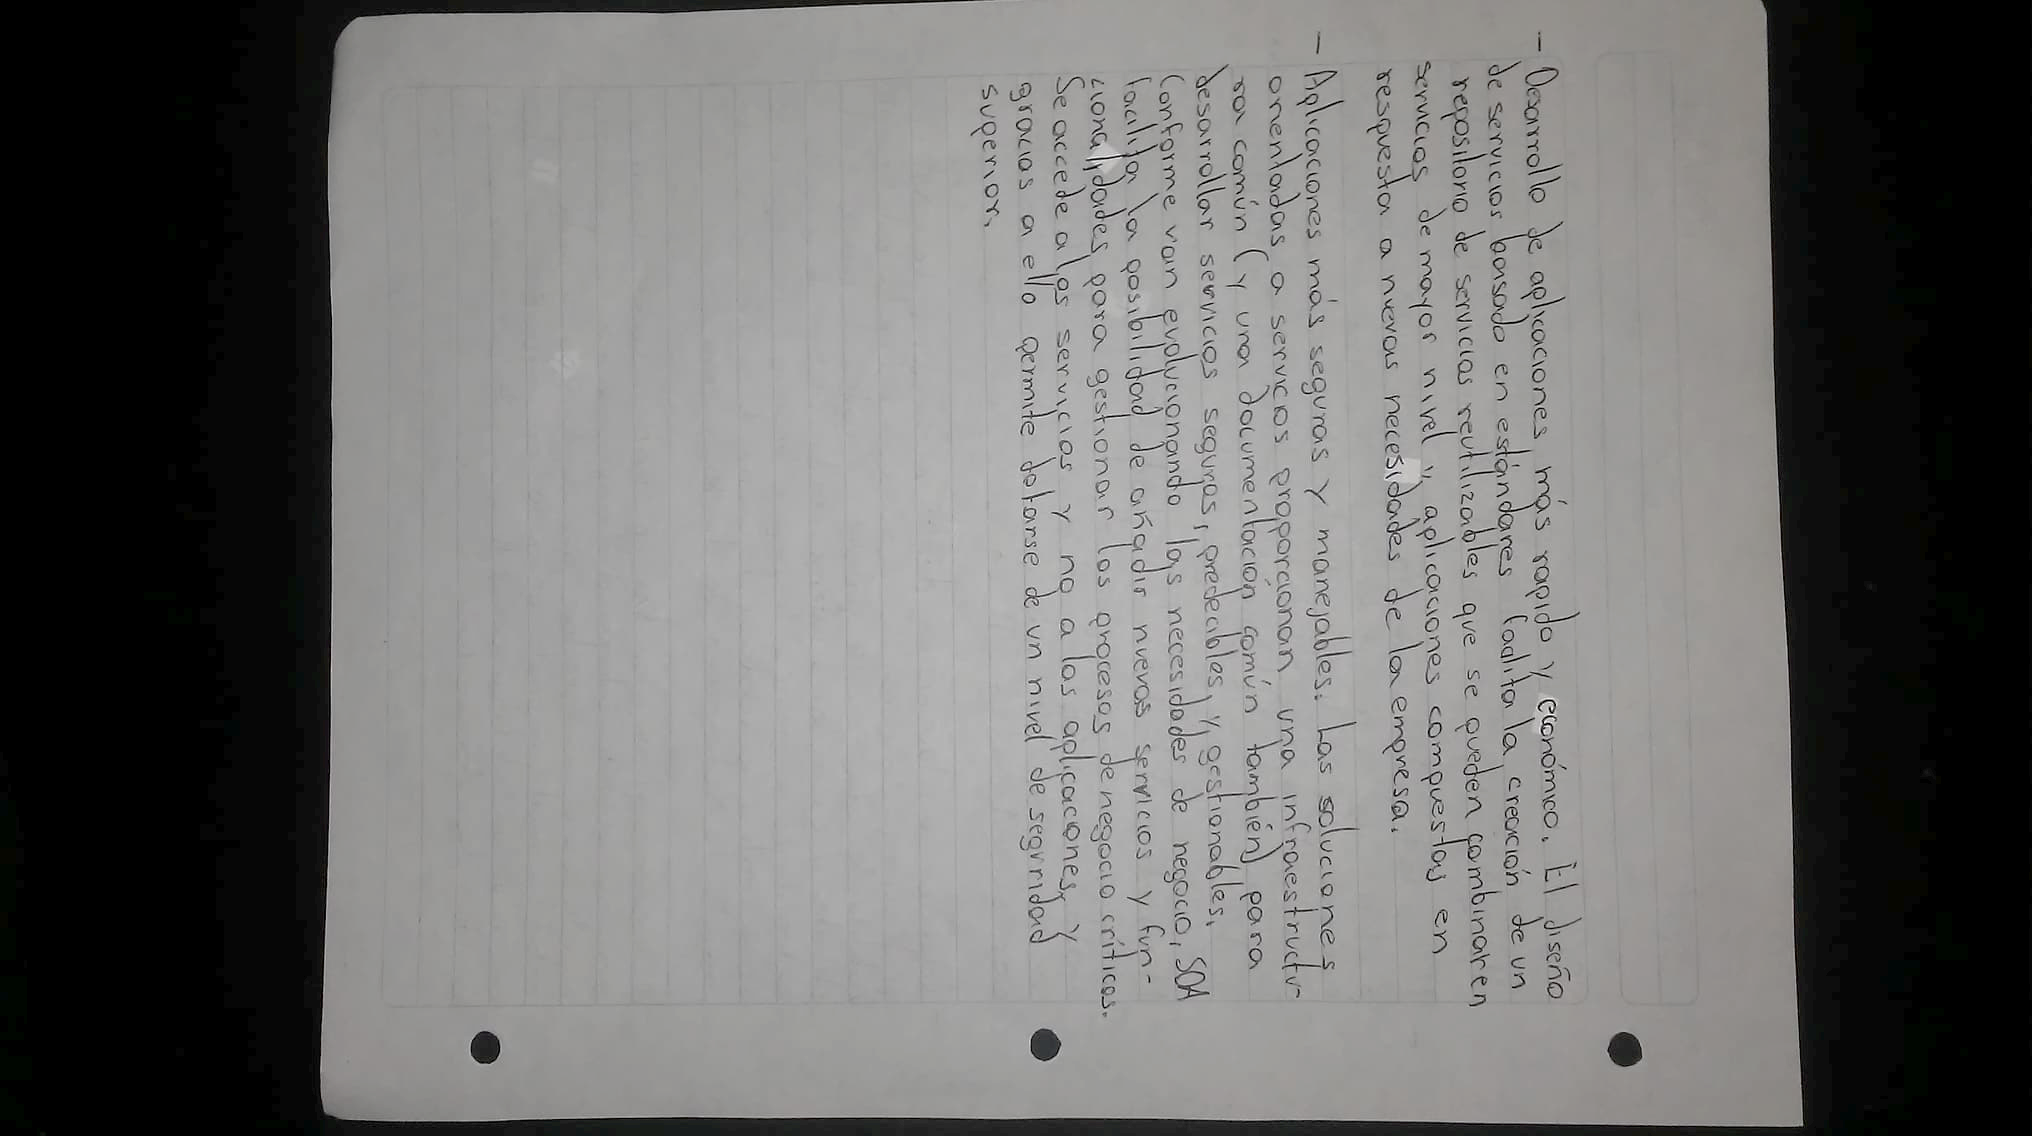 - Desarrollo de aplicaciones más rapido y económico. El diseño
de servicios basado en estándares facilita la creación de un
repositorio de servicios reutilizables que se pueden combinar en
servicios de mayor nivel y aplicaciones compuestas en
respuesta a nuevas necesidades de la empresa.
- Aplicaciones más seguras y manejables. Las soluciones
orientadas a servicios proporcionan una infraestructu-
ra común (y una documentación común también) para
desarrollar servicios seguros, predecibles, y gestionables.
Conforme van evolucionando las necesidades de negocio, SOA
facilita la posibilidad de añadir nuevos servicios y fun-
cionalidades para gestionar los procesos de negocio críticos.
Se accede a los servicios y no a las aplicaciones, y
gracias a ello permite dotarse de un nivel de seguridad
superior.